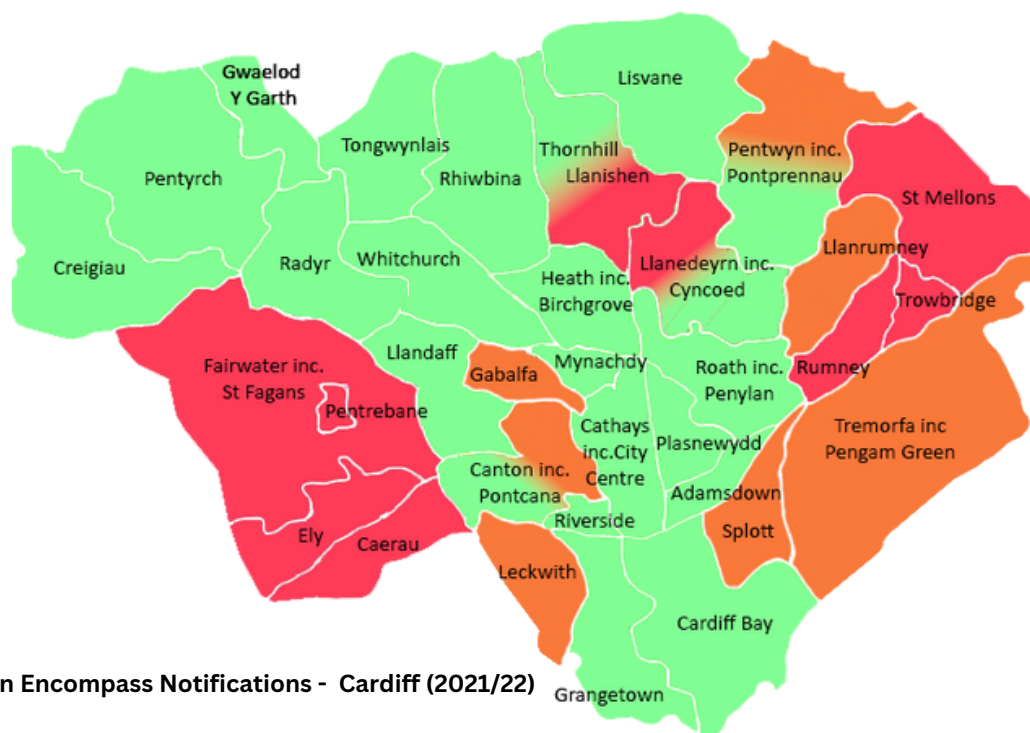 Gwaelod
Y Garth
Lisvane
Tongwynlais
Thornhill
Llanishen
Pentwyn inc.
Pontprennau
Pentyrch
Rhiwbina
St Mellons
Creigiau
Radyr
Whitchurch
Heath inc.
Birchgrove
Llanedeyrn inc.
Cyncoed
Llanrumney
Trowbridge
Fairwater inc.
St Fagans
Pentrebane
Llandaff
Gabalfa
Mynachdy
Roath inc.
Penylan
Rumney
Cathays
inc.City
Centre
Plasnewydd
Tremorfa inc
Pengam Green
Canton inc.
Pontcana
Riverside
Adamsdown
Splott
Ely
Caerau
Leckwith
Cardiff Bay
Grangetown
n Encompass Notifications - Cardiff (2021/22)